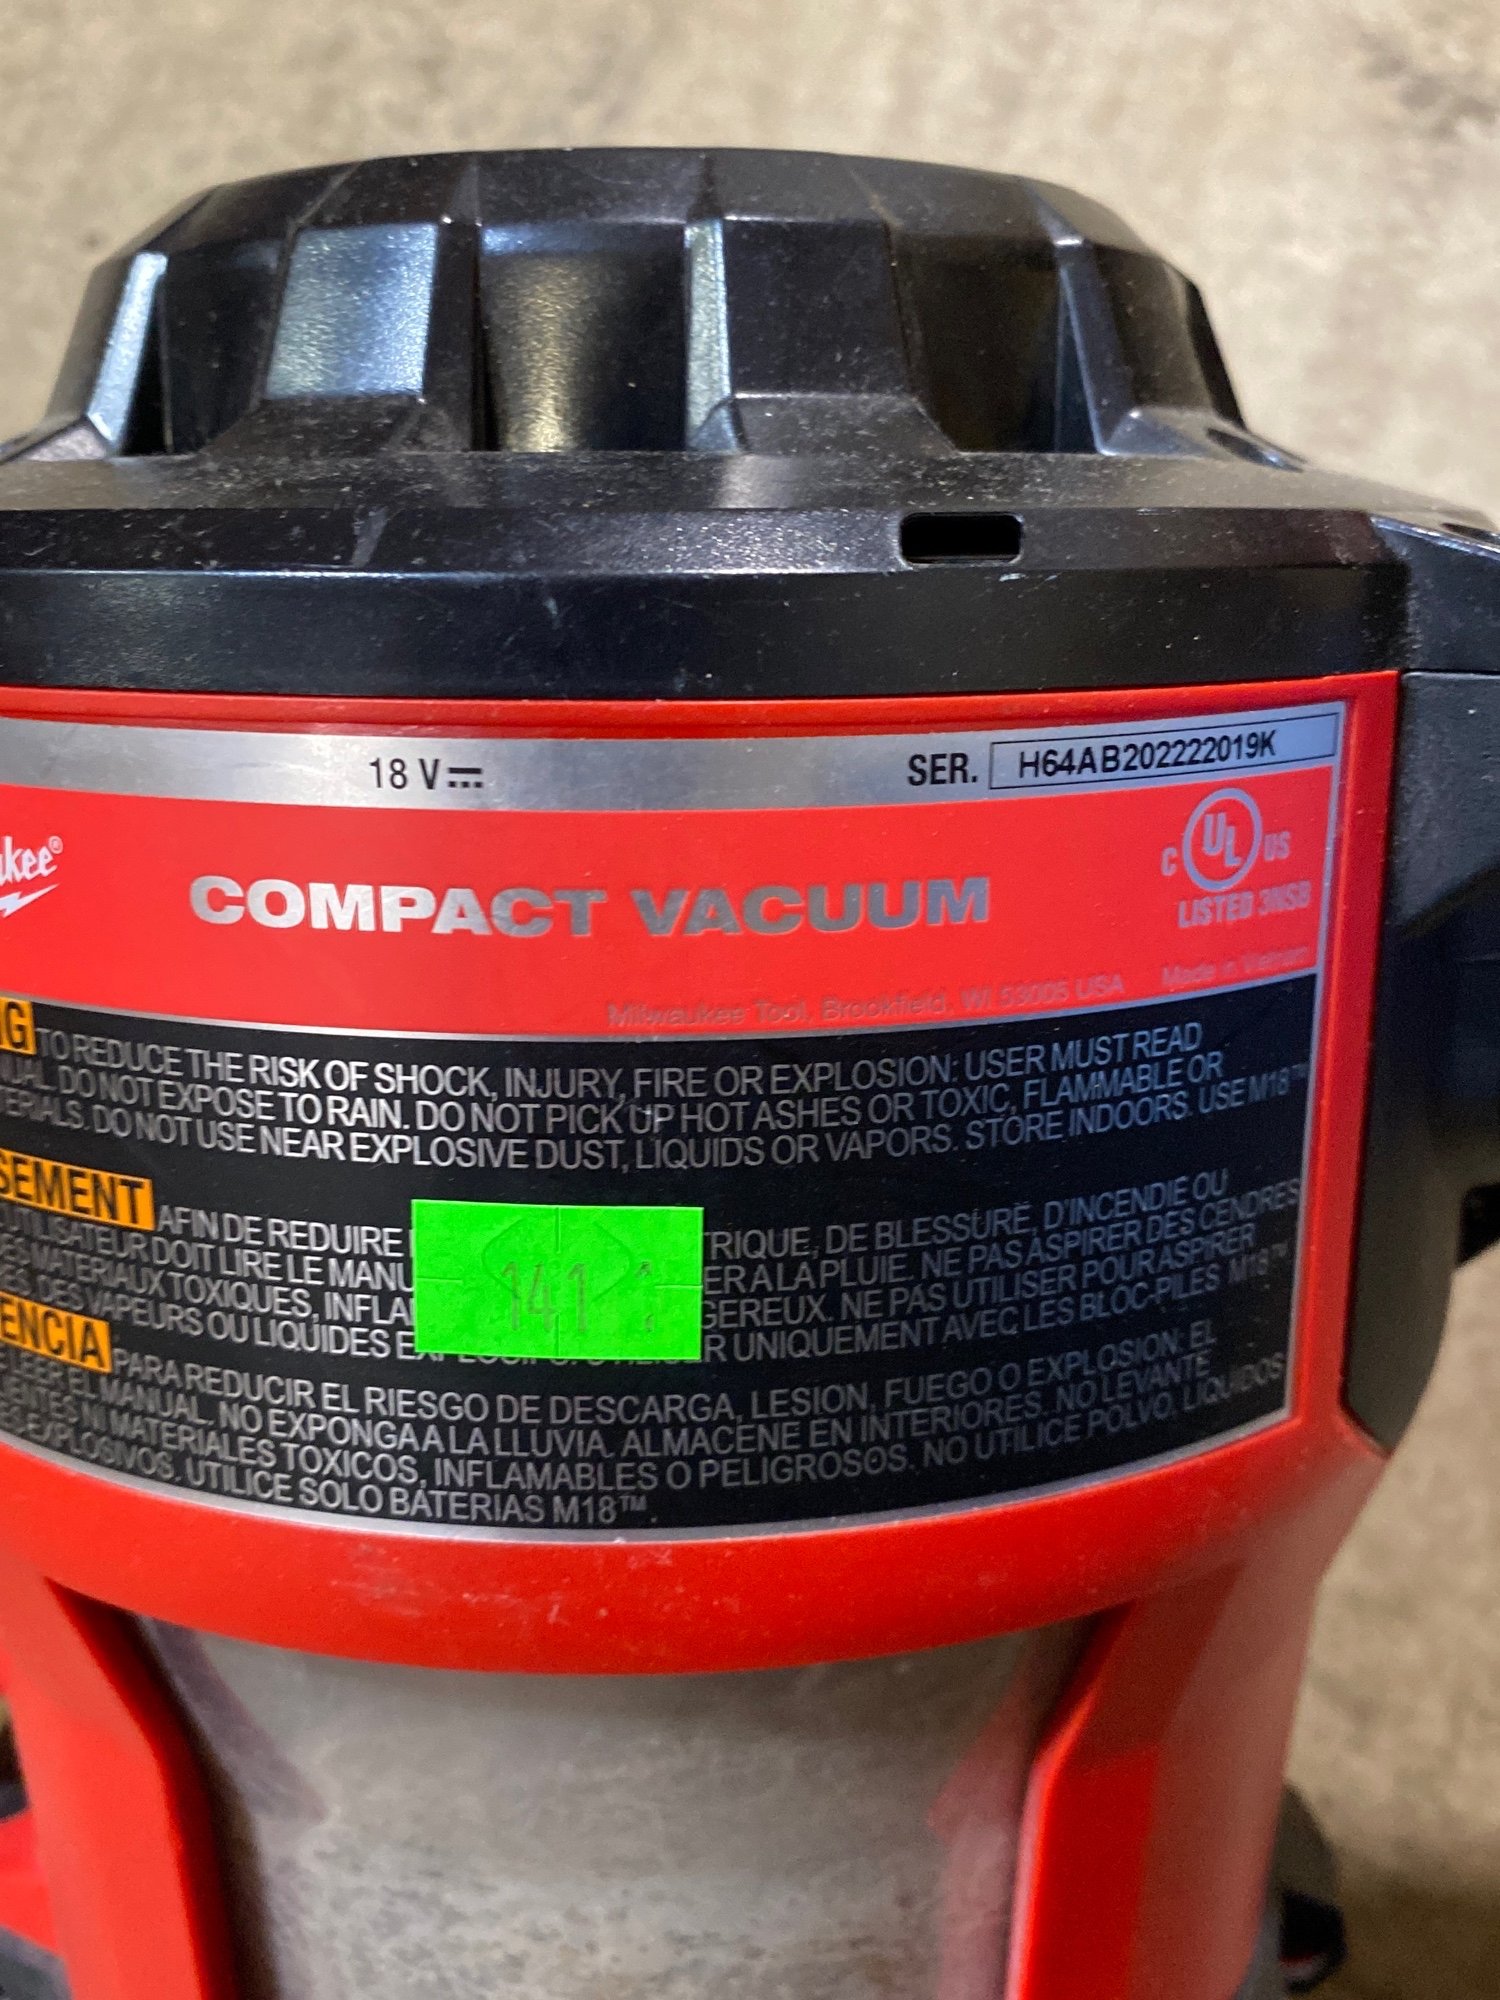 18 V
SER. H64AB202222019K
ukee®
COMPACT VACUUM
C UL US
LISTED 3NSB
Milwaukee Tool, Brookfield, WI 53005 USA Made in Vietnam
NG TO REDUCE THE RISK OF SHOCK, INJURY, FIRE OR EXPLOSION: USER MUST READ
UAL. DO NOT EXPOSE TO RAIN. DO NOT PICK UP HOT ASHES OR TOXIC, FLAMMABLE OR
TERIALS. DO NOT USE NEAR EXPLOSIVE DUST, LIQUIDS OR VAPORS. STORE INDOORS. USE M18™
SEMENT AFIN DE REDUIRE TRIQUE, DE BLESSURE, D'INCENDIE OU
UTILISATEUR DOIT LIRE LE MANU ER A LA PLUIE. NE PAS ASPIRER DES CENDRES
DES MATERIAUX TOXIQUES, INFLA GEREUX. NE PAS UTILISER POUR ASPIRER
ES, DES VAPEURS OU LIQUIDES R UNIQUEMENT AVEC LES BLOC-PILES M18™
141
ENCIA PARA REDUCIR EL RIESGO DE DESCARGA, LESION, FUEGO O EXPLOSION: EL
LEER EL MANUAL. NO EXPONGA A LA LLUVIA. ALMACENE EN INTERIORES. NO LEVANTE
ENTES NI MATERIALES TOXICOS, INFLAMABLES O PELIGROSOS. NO UTILICE POLVO, LIQUIDOS
EXPLOSIVOS. UTILICE SOLO BATERIAS M18™.